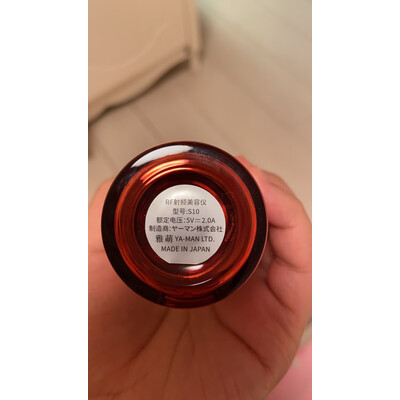 RF射频美容仪
型号:S10
额定电压:5V⎓2.0A
制造商:ヤーマン株式会社
雅萌 YA-MAN LTD.
MADE IN JAPAN